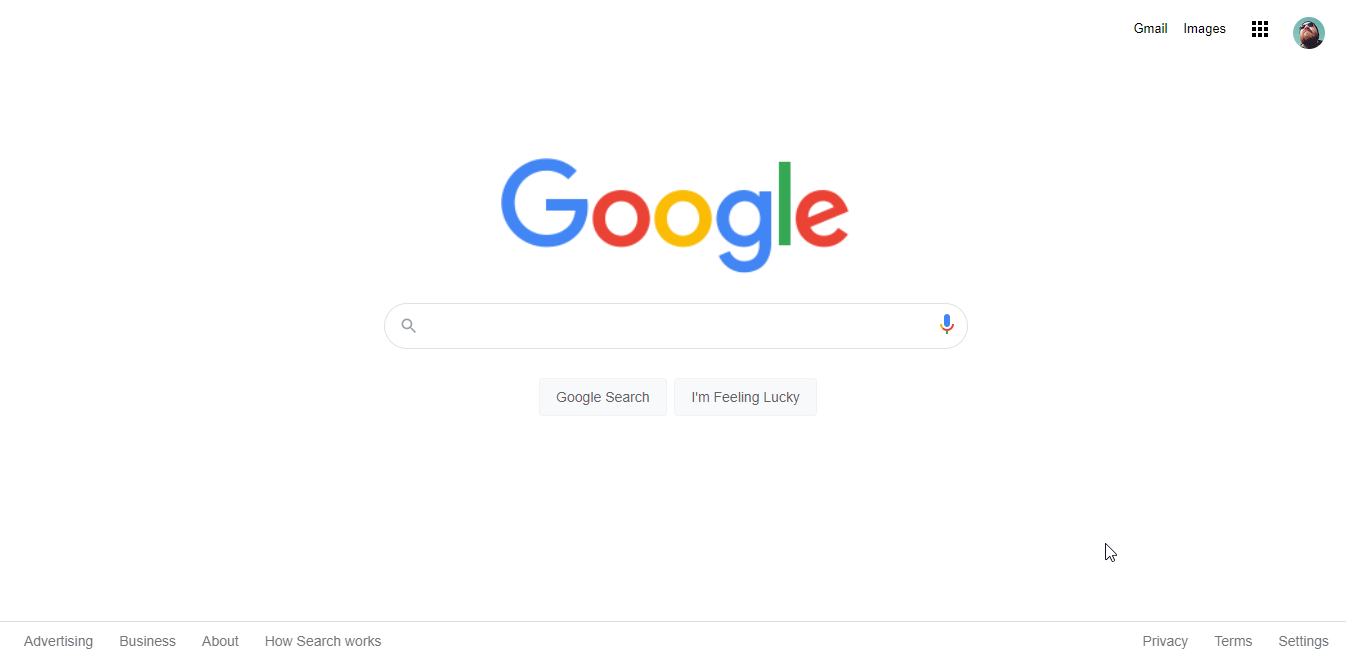 Gmail Images
Google
Google Search I'm Feeling Lucky
Advertising Business About How Search works Privacy Terms Settings